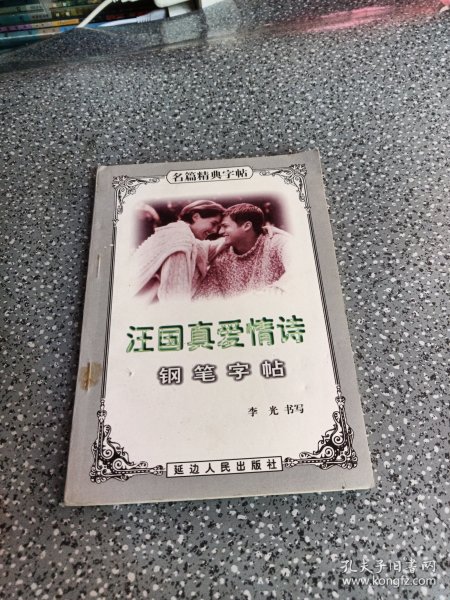 名篇精典字帖
汪国真爱情诗
钢笔字帖
李光 书写
延边人民出版社
孔夫子旧书网
www.kongfz.com